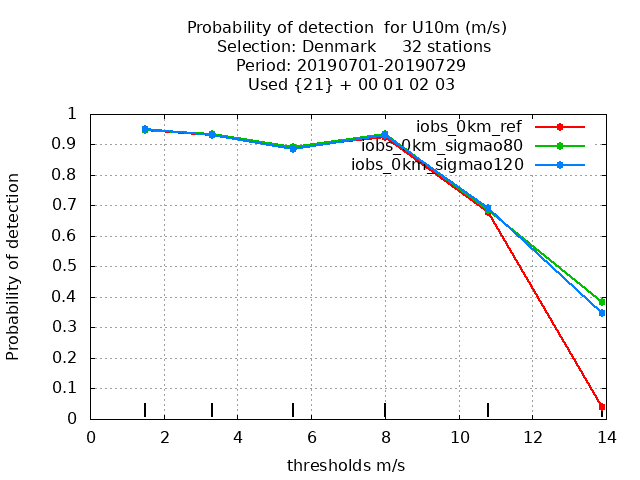 Probability of detection for U10m (m/s)
Selection: Denmark 32 stations
Period: 20190701-20190729
Used {21} + 00 01 02 03
iobs_0km_ref
iobs_0km_sigmao80
iobs_0km_sigmao120
Probability of detection
1
0.9
0.8
0.7
0.6
0.5
0.4
0.3
0.2
0.1
0
0 2 4 6 8 10 12 14
thresholds m/s